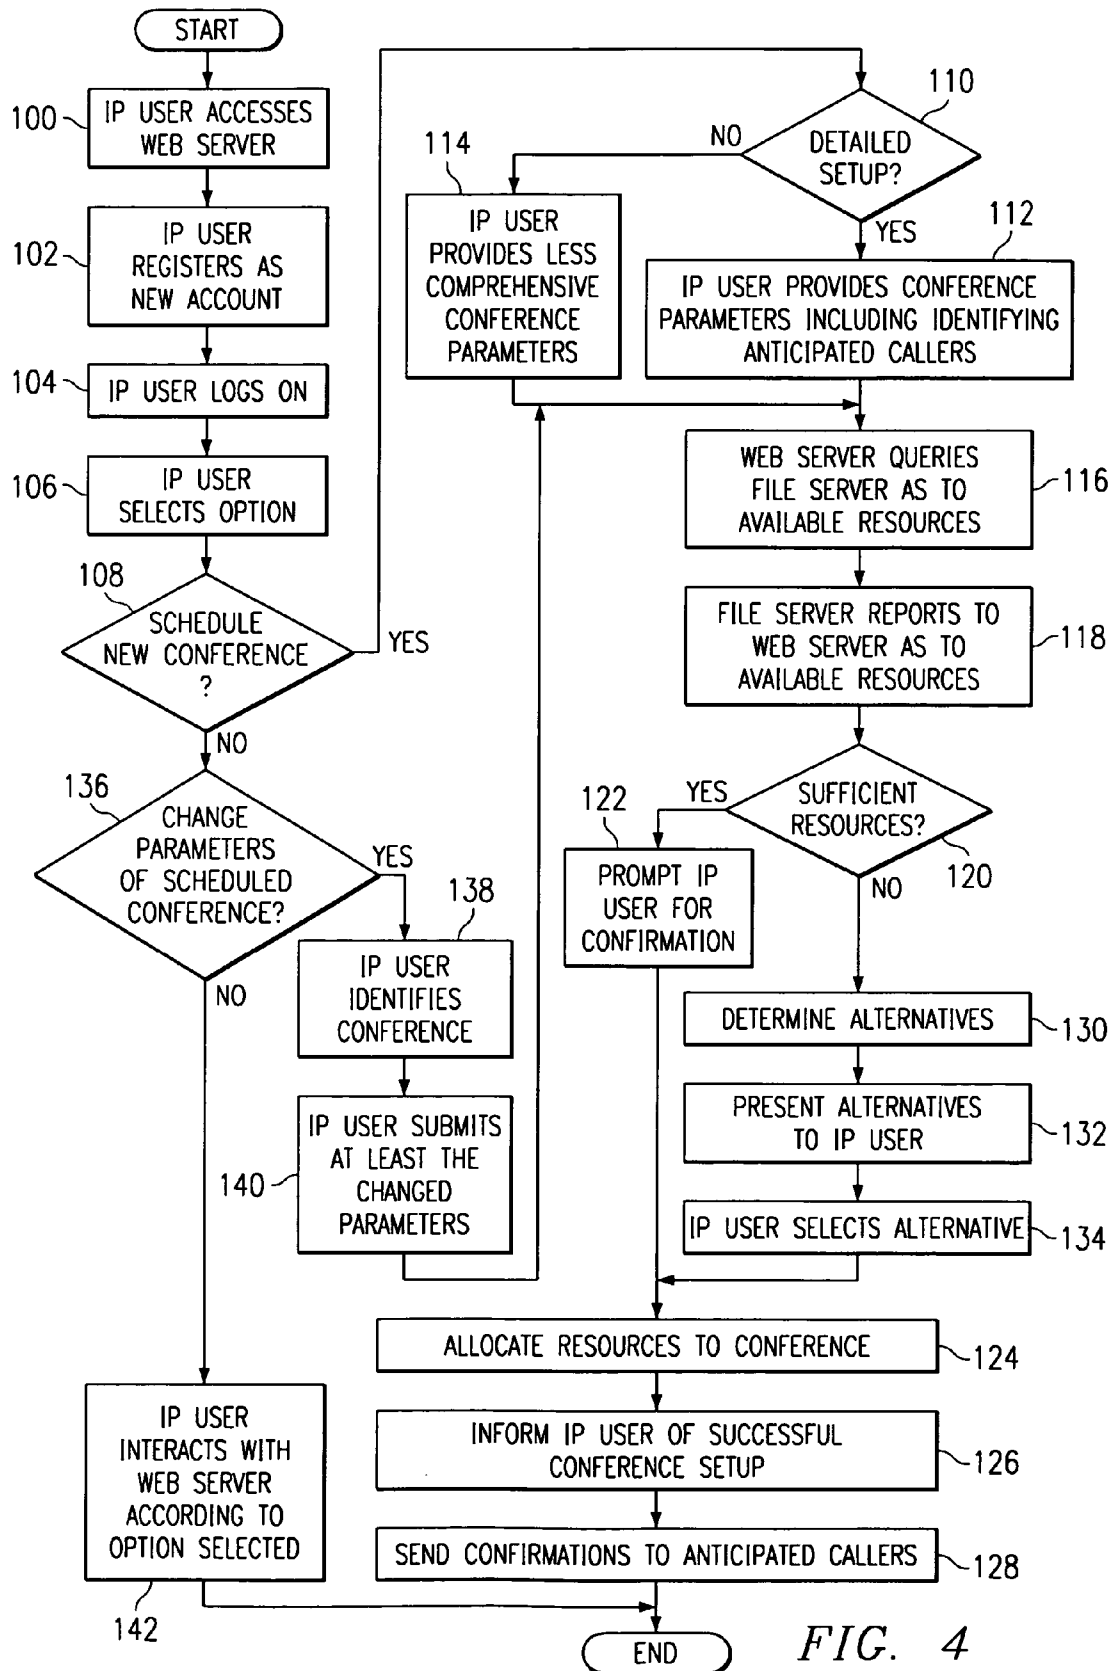 START
100
IP USER ACCESSES
WEB SERVER
102
IP USER
REGISTERS AS
NEW ACCOUNT
104
IP USER LOGS ON
106
IP USER
SELECTS OPTION
108
SCHEDULE
NEW CONFERENCE
?
YES
NO
110
DETAILED
SETUP?
NO
YES
114
IP USER
PROVIDES LESS
COMPREHENSIVE
CONFERENCE
PARAMETERS
112
IP USER PROVIDES CONFERENCE
PARAMETERS INCLUDING IDENTIFYING
ANTICIPATED CALLERS
WEB SERVER QUERIES
FILE SERVER AS TO
AVAILABLE RESOURCES
116
FILE SERVER REPORTS TO
WEB SERVER AS TO
AVAILABLE RESOURCES
118
SUFFICIENT
RESOURCES?
120
YES
NO
122
PROMPT IP
USER FOR
CONFIRMATION
DETERMINE ALTERNATIVES
130
PRESENT ALTERNATIVES
TO IP USER
132
IP USER SELECTS ALTERNATIVE
134
136
CHANGE
PARAMETERS
OF SCHEDULED
CONFERENCE?
YES
NO
138
IP USER
IDENTIFIES
CONFERENCE
140
IP USER SUBMITS
AT LEAST THE
CHANGED
PARAMETERS
ALLOCATE RESOURCES TO CONFERENCE
124
INFORM IP USER OF SUCCESSFUL
CONFERENCE SETUP
126
SEND CONFIRMATIONS TO ANTICIPATED CALLERS
128
IP USER
INTERACTS WITH
WEB SERVER
ACCORDING TO
OPTION SELECTED
142
END
FIG. 4